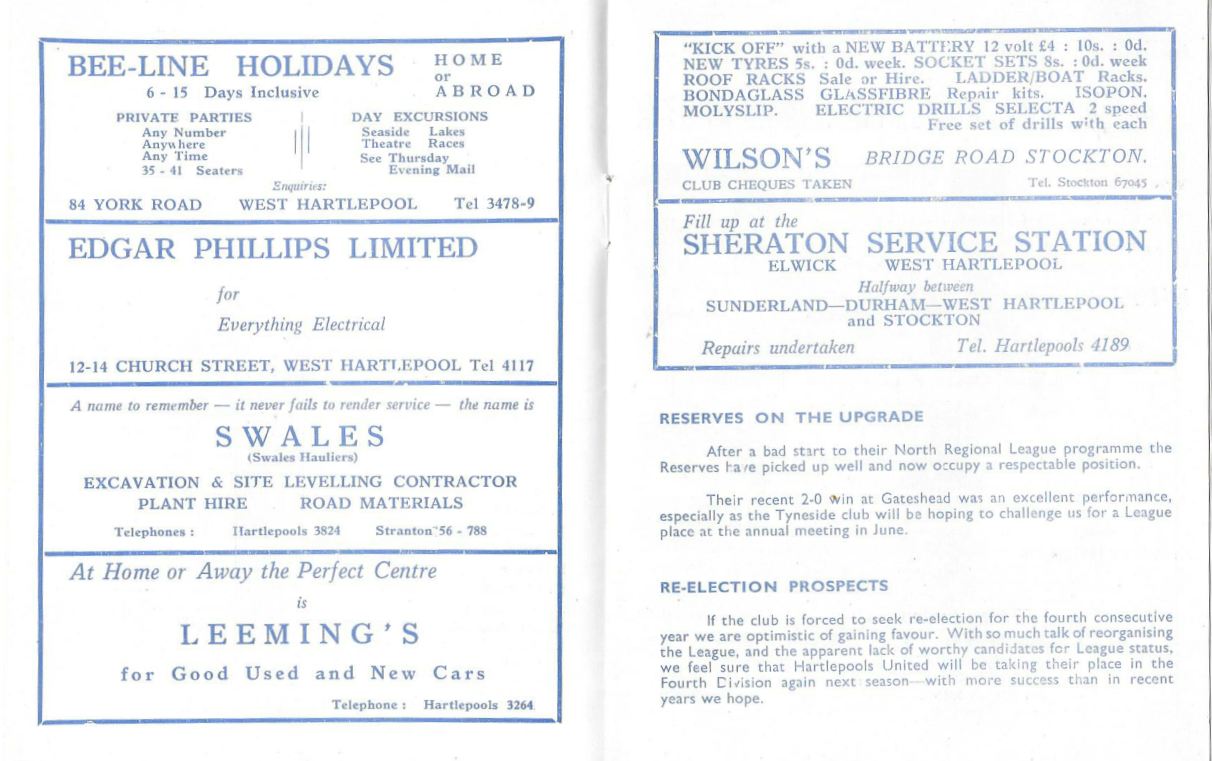 BEE-LINE HOLIDAYS
HOME
or
ABROAD
6 - 15 Days Inclusive
PRIVATE PARTIES
Any Number
Anywhere
Any Time
35 - 41 Seaters
DAY EXCURSIONS
Seaside Lakes
Theatre Races
See Thursday
Evening Mail
Enquiries:
84 YORK ROAD WEST HARTLEPOOL Tel 3478-9
EDGAR PHILLIPS LIMITED
for
Everything Electrical
12-14 CHURCH STREET, WEST HARTLEPOOL Tel 4117
A name to remember — it never fails to render service — the name is
SWALES
(Swales Hauliers)
EXCAVATION & SITE LEVELLING CONTRACTOR
PLANT HIRE ROAD MATERIALS
Telephones : Hartlepools 3824 Stranton 56 - 788
At Home or Away the Perfect Centre
is
LEEMING'S
for Good Used and New Cars
Telephone : Hartlepools 3264
"KICK OFF" with a NEW BATTERY 12 volt £4 : 10s. : 0d.
NEW TYRES 5s. : 0d. week. SOCKET SETS 8s. : 0d. week
ROOF RACKS Sale or Hire. LADDER/BOAT Racks.
BONDAGLASS GLASSFIBRE Repair kits. ISOPON.
MOLYSLIP. ELECTRIC DRILLS SELECTA 2 speed
Free set of drills with each
WILSON'S BRIDGE ROAD STOCKTON.
CLUB CHEQUES TAKEN Tel. Stockton 67045
Fill up at the
SHERATON SERVICE STATION
ELWICK WEST HARTLEPOOL
Halfway between
SUNDERLAND—DURHAM—WEST HARTLEPOOL
and STOCKTON
Repairs undertaken Tel. Hartlepools 4189
RESERVES ON THE UPGRADE
After a bad start to their North Regional League programme the
Reserves have picked up well and now occupy a respectable position.
Their recent 2-0 win at Gateshead was an excellent performance,
especially as the Tyneside club will be hoping to challenge us for a League
place at the annual meeting in June.
RE-ELECTION PROSPECTS
If the club is forced to seek re-election for the fourth consecutive
year we are optimistic of gaining favour. With so much talk of reorganising
the League, and the apparent lack of worthy candidates for League status,
we feel sure that Hartlepools United will be taking their place in the
Fourth Division again next season—with more success than in recent
years we hope.